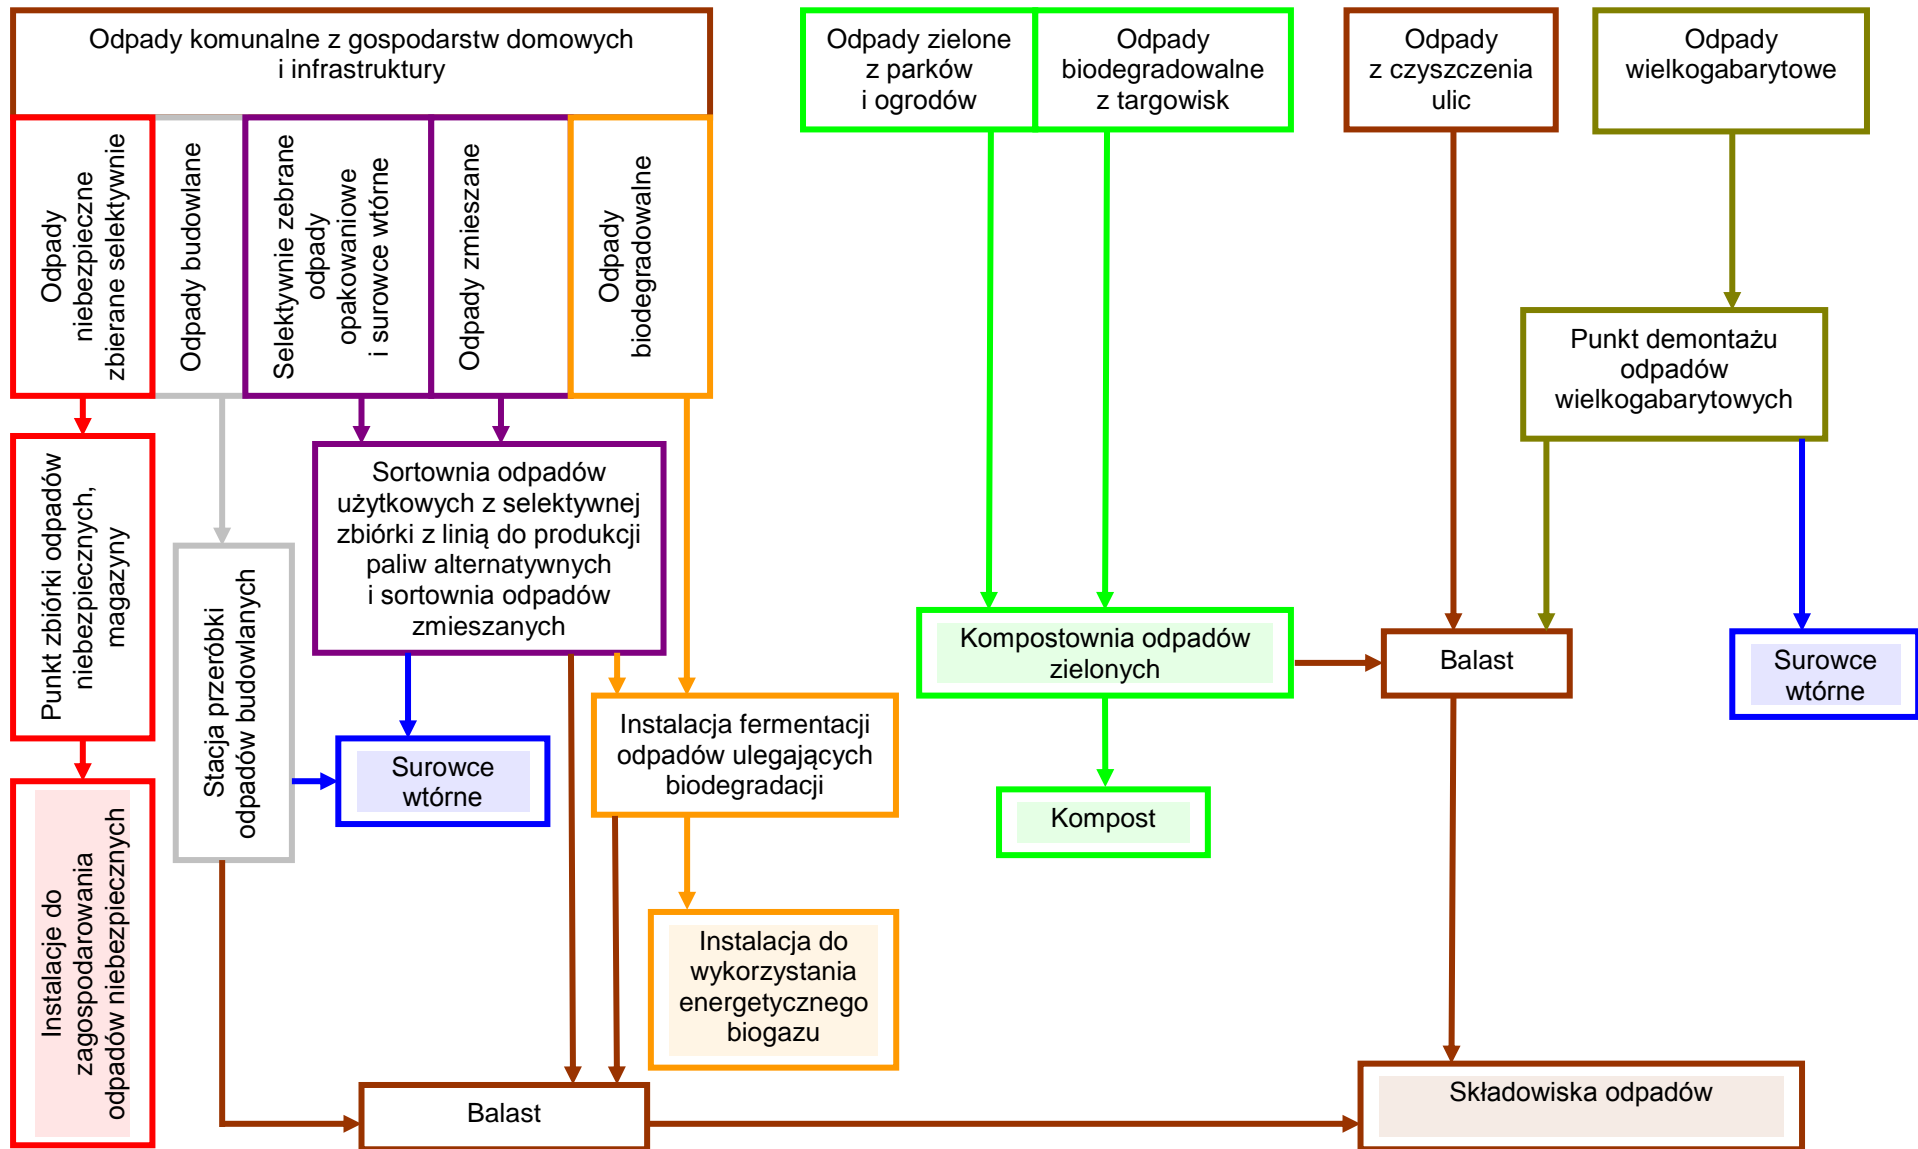 Odpady komunalne z gospodarstw domowych
i infrastruktury
Odpady zielone
z parków
i ogrodów
Odpady
biodegradowalne
z targowisk
Odpady
z czyszczenia
ulic
Odpady
wielkogabarytowe
Odpady
niebezpieczne
zbierane selektywnie
Odpady budowlane
Selektywnie zebrane
odpady
opakowaniowe
i surowce wtórne
Odpady zmieszane
Odpady
biodegradowalne
Punkt demontażu
odpadów
wielkogabarytowych
Punkt zbiórki odpadów
niebezpiecznych,
magazyny
Sortownia odpadów
użytkowych z selektywnej
zbiórki z linią do produkcji
paliw alternatywnych
i sortownia odpadów
zmieszanych
Stacja przeróbki
odpadów budowlanych
Kompostownia odpadów
zielonych
Balast
Surowce
wtórne
Instalacja fermentacji
odpadów ulegających
biodegradacji
Surowce
wtórne
Kompost
Instalacje do
zagospodarowania
odpadów niebezpiecznych
Instalacja do
wykorzystania
energetycznego
biogazu
Balast
Składowiska odpadów